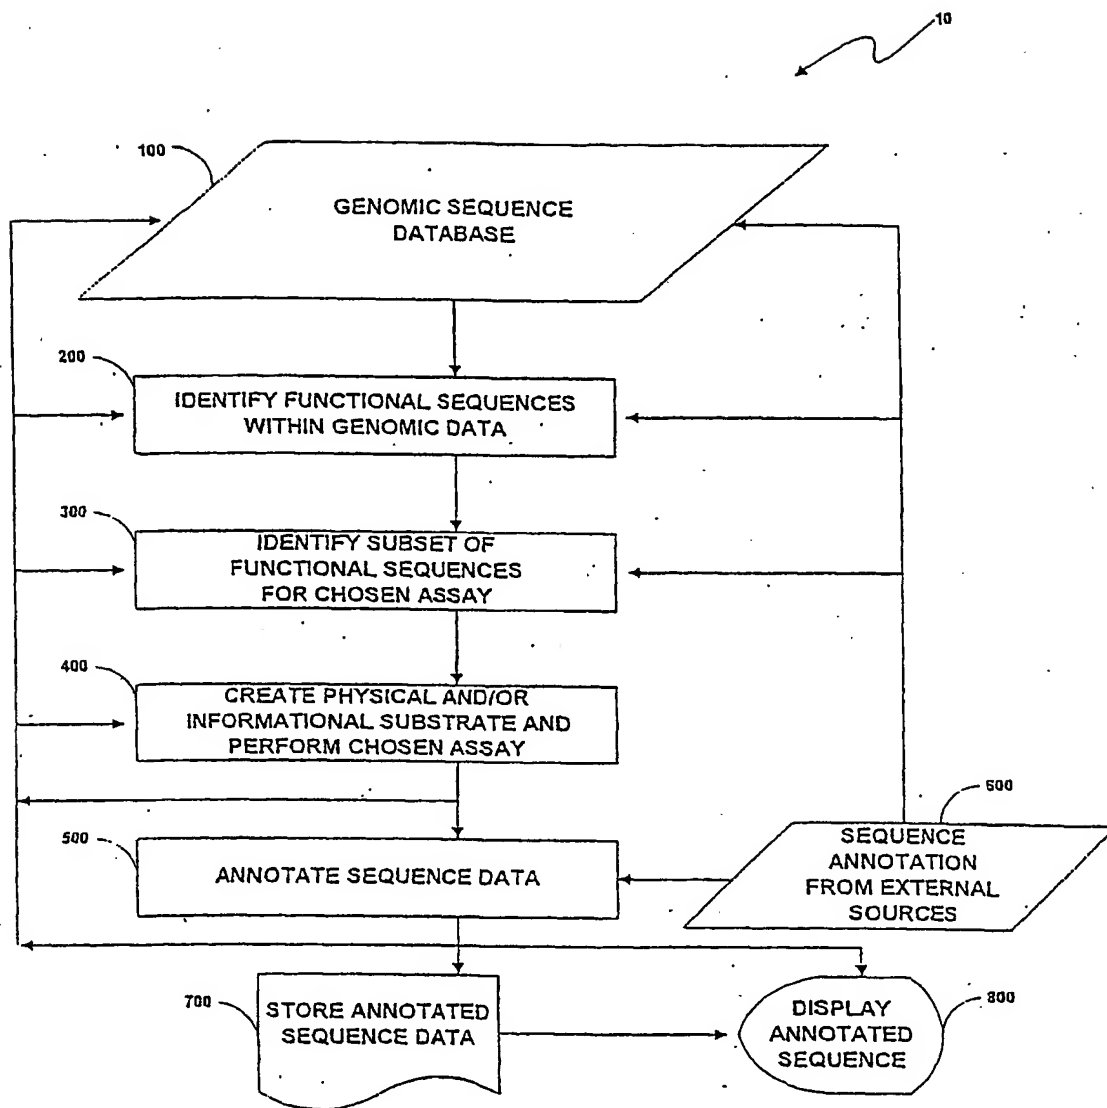 10
100
GENOMIC SEQUENCE
DATABASE
200
IDENTIFY FUNCTIONAL SEQUENCES
WITHIN GENOMIC DATA
300
IDENTIFY SUBSET OF
FUNCTIONAL SEQUENCES
FOR CHOSEN ASSAY
400
CREATE PHYSICAL AND/OR
INFORMATIONAL SUBSTRATE AND
PERFORM CHOSEN ASSAY
500
ANNOTATE SEQUENCE DATA
600
SEQUENCE
ANNOTATION
FROM EXTERNAL
SOURCES
700
STORE ANNOTATED
SEQUENCE DATA
800
DISPLAY
ANNOTATED
SEQUENCE